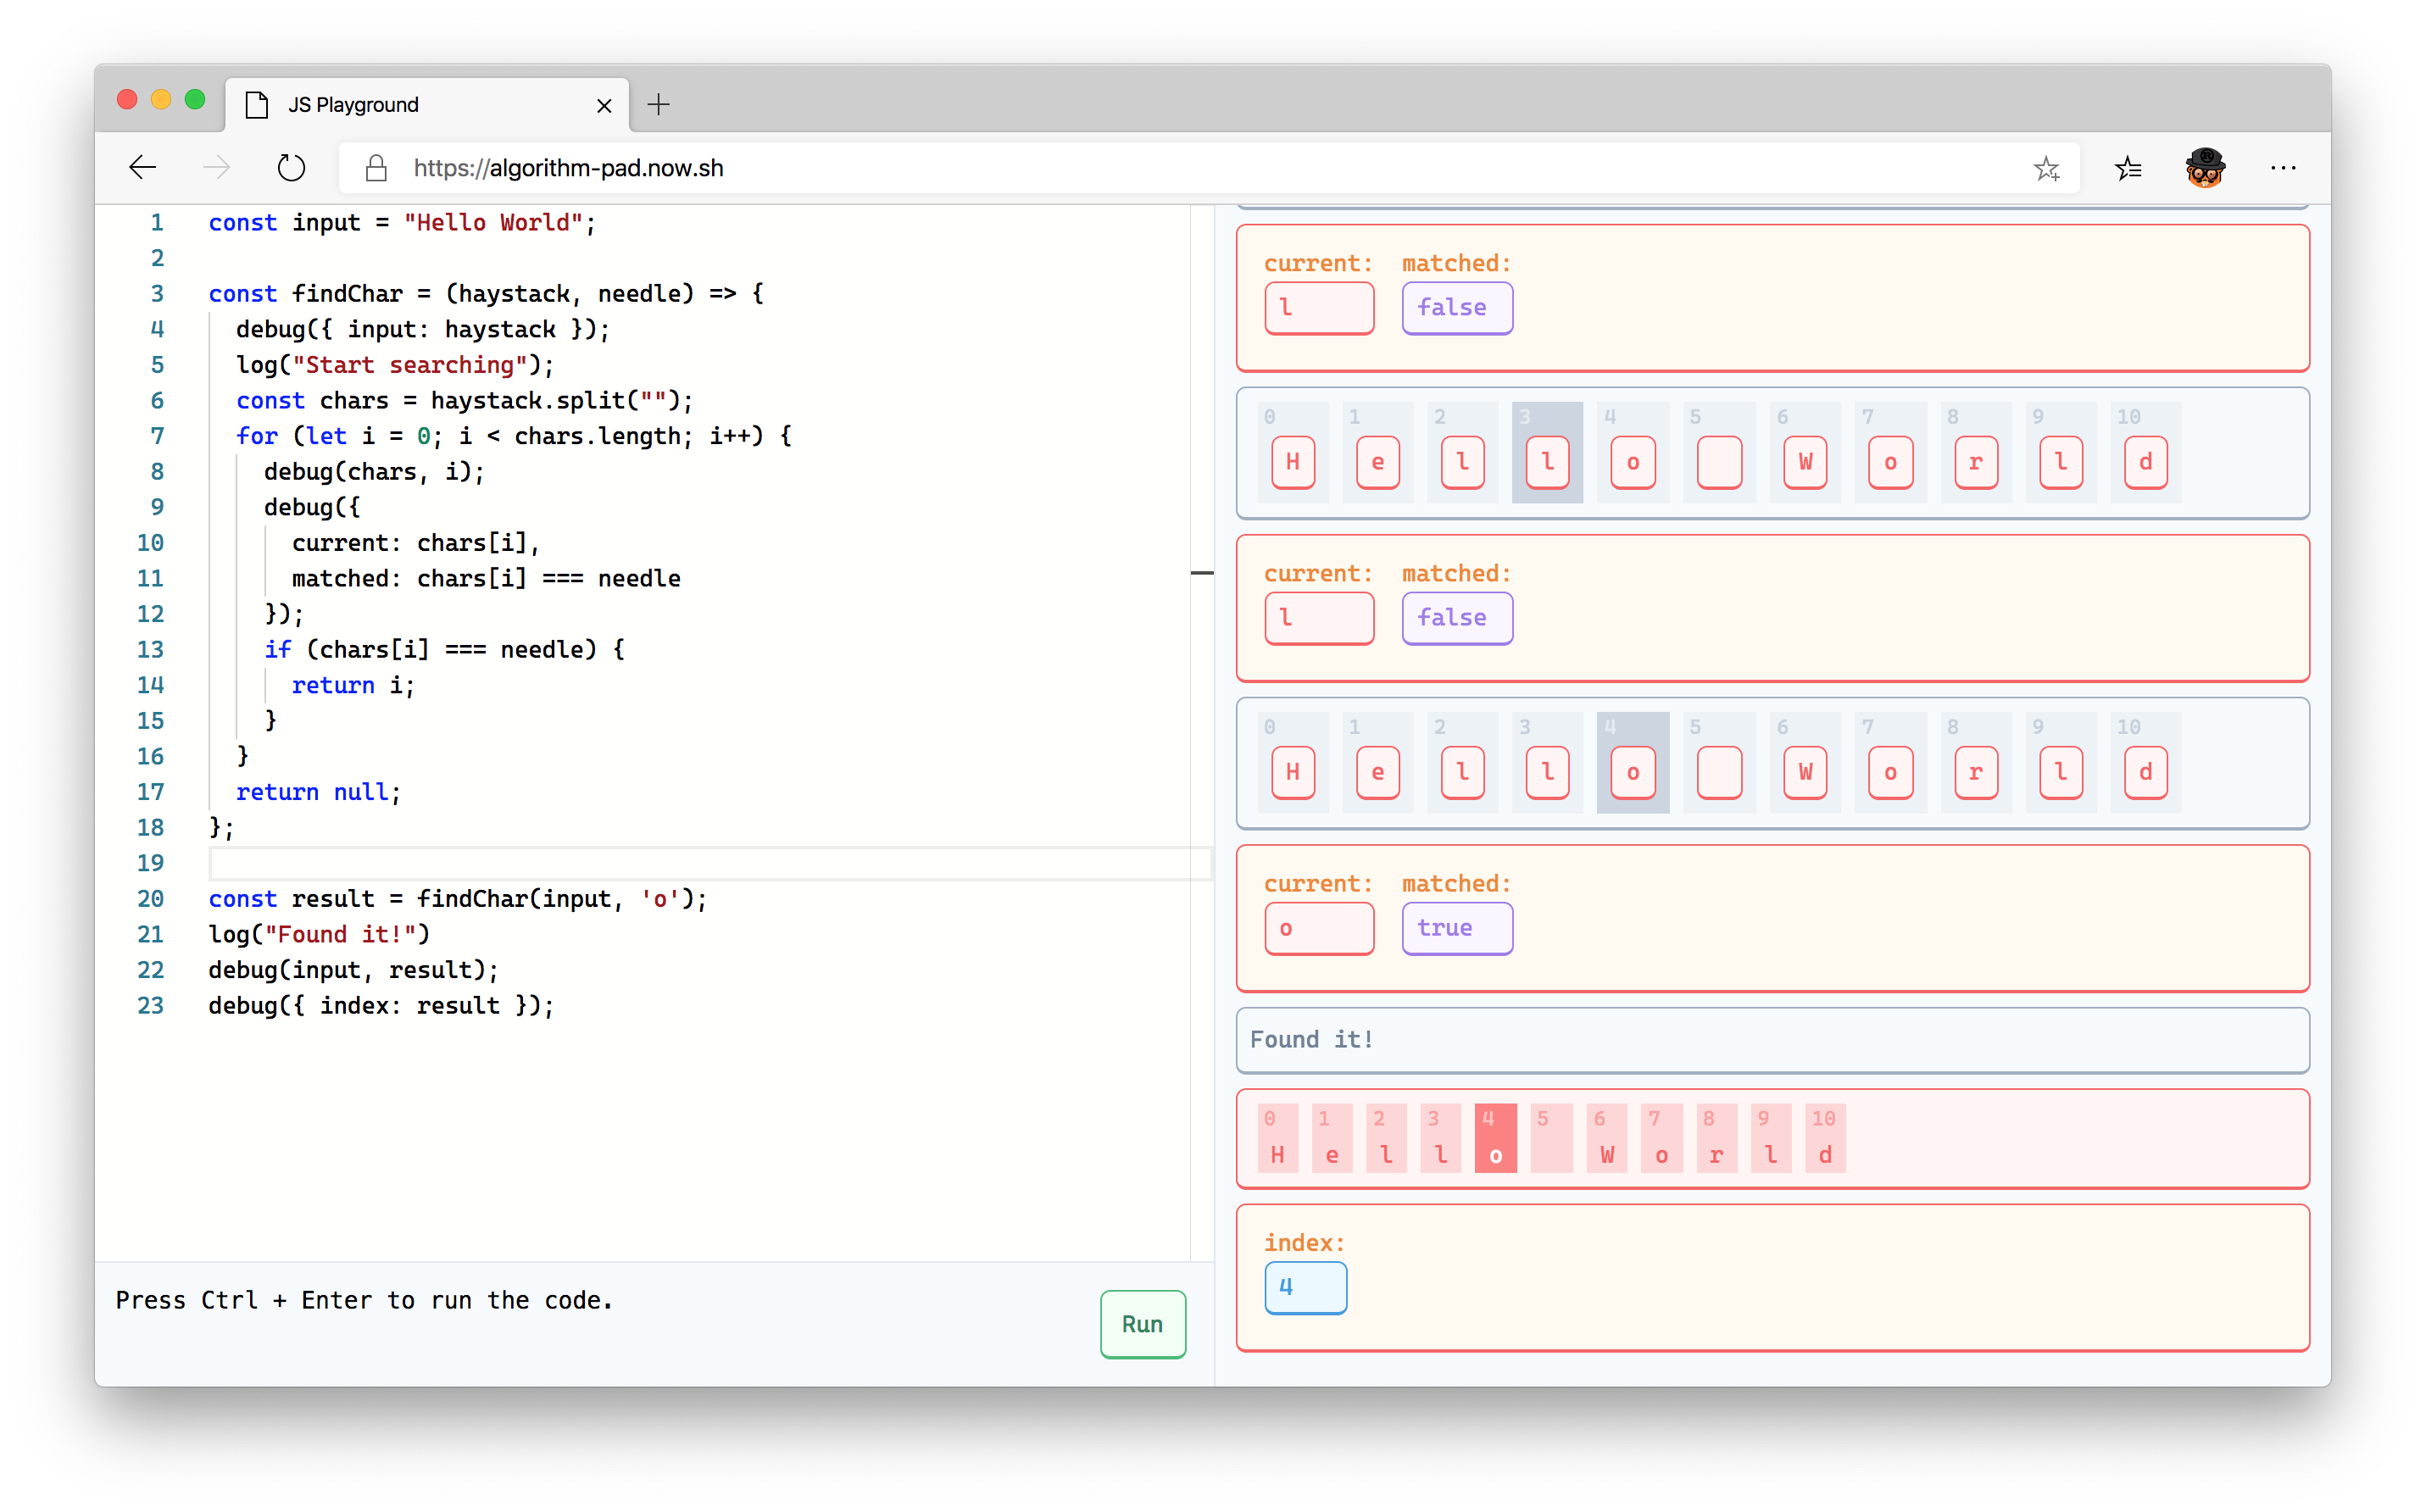 JS Playground
https://algorithm-pad.now.sh
1 const input = "Hello World";
2
3 const findChar = (haystack, needle) => {
4 debug({ input: haystack });
5 log("Start searching");
6 const chars = haystack.split("");
7 for (let i = 0; i < chars.length; i++) {
8 debug(chars, i);
9 debug({
10 current: chars[i],
11 matched: chars[i] === needle
12 });
13 if (chars[i] === needle) {
14 return i;
15 }
16 }
17 return null;
18 };
19
20 const result = findChar(input, 'o');
21 log("Found it!")
22 debug(input, result);
23 debug({ index: result });
Press Ctrl + Enter to run the code.
Run
current: matched:
l false
0 1 2 3 4 5 6 7 8 9 10
H e l l o W o r l d
current: matched:
l false
0 1 2 3 4 5 6 7 8 9 10
H e l l o W o r l d
current: matched:
o true
Found it!
0 1 2 3 4 5 6 7 8 9 10
H e l l o W o r l d
index:
4